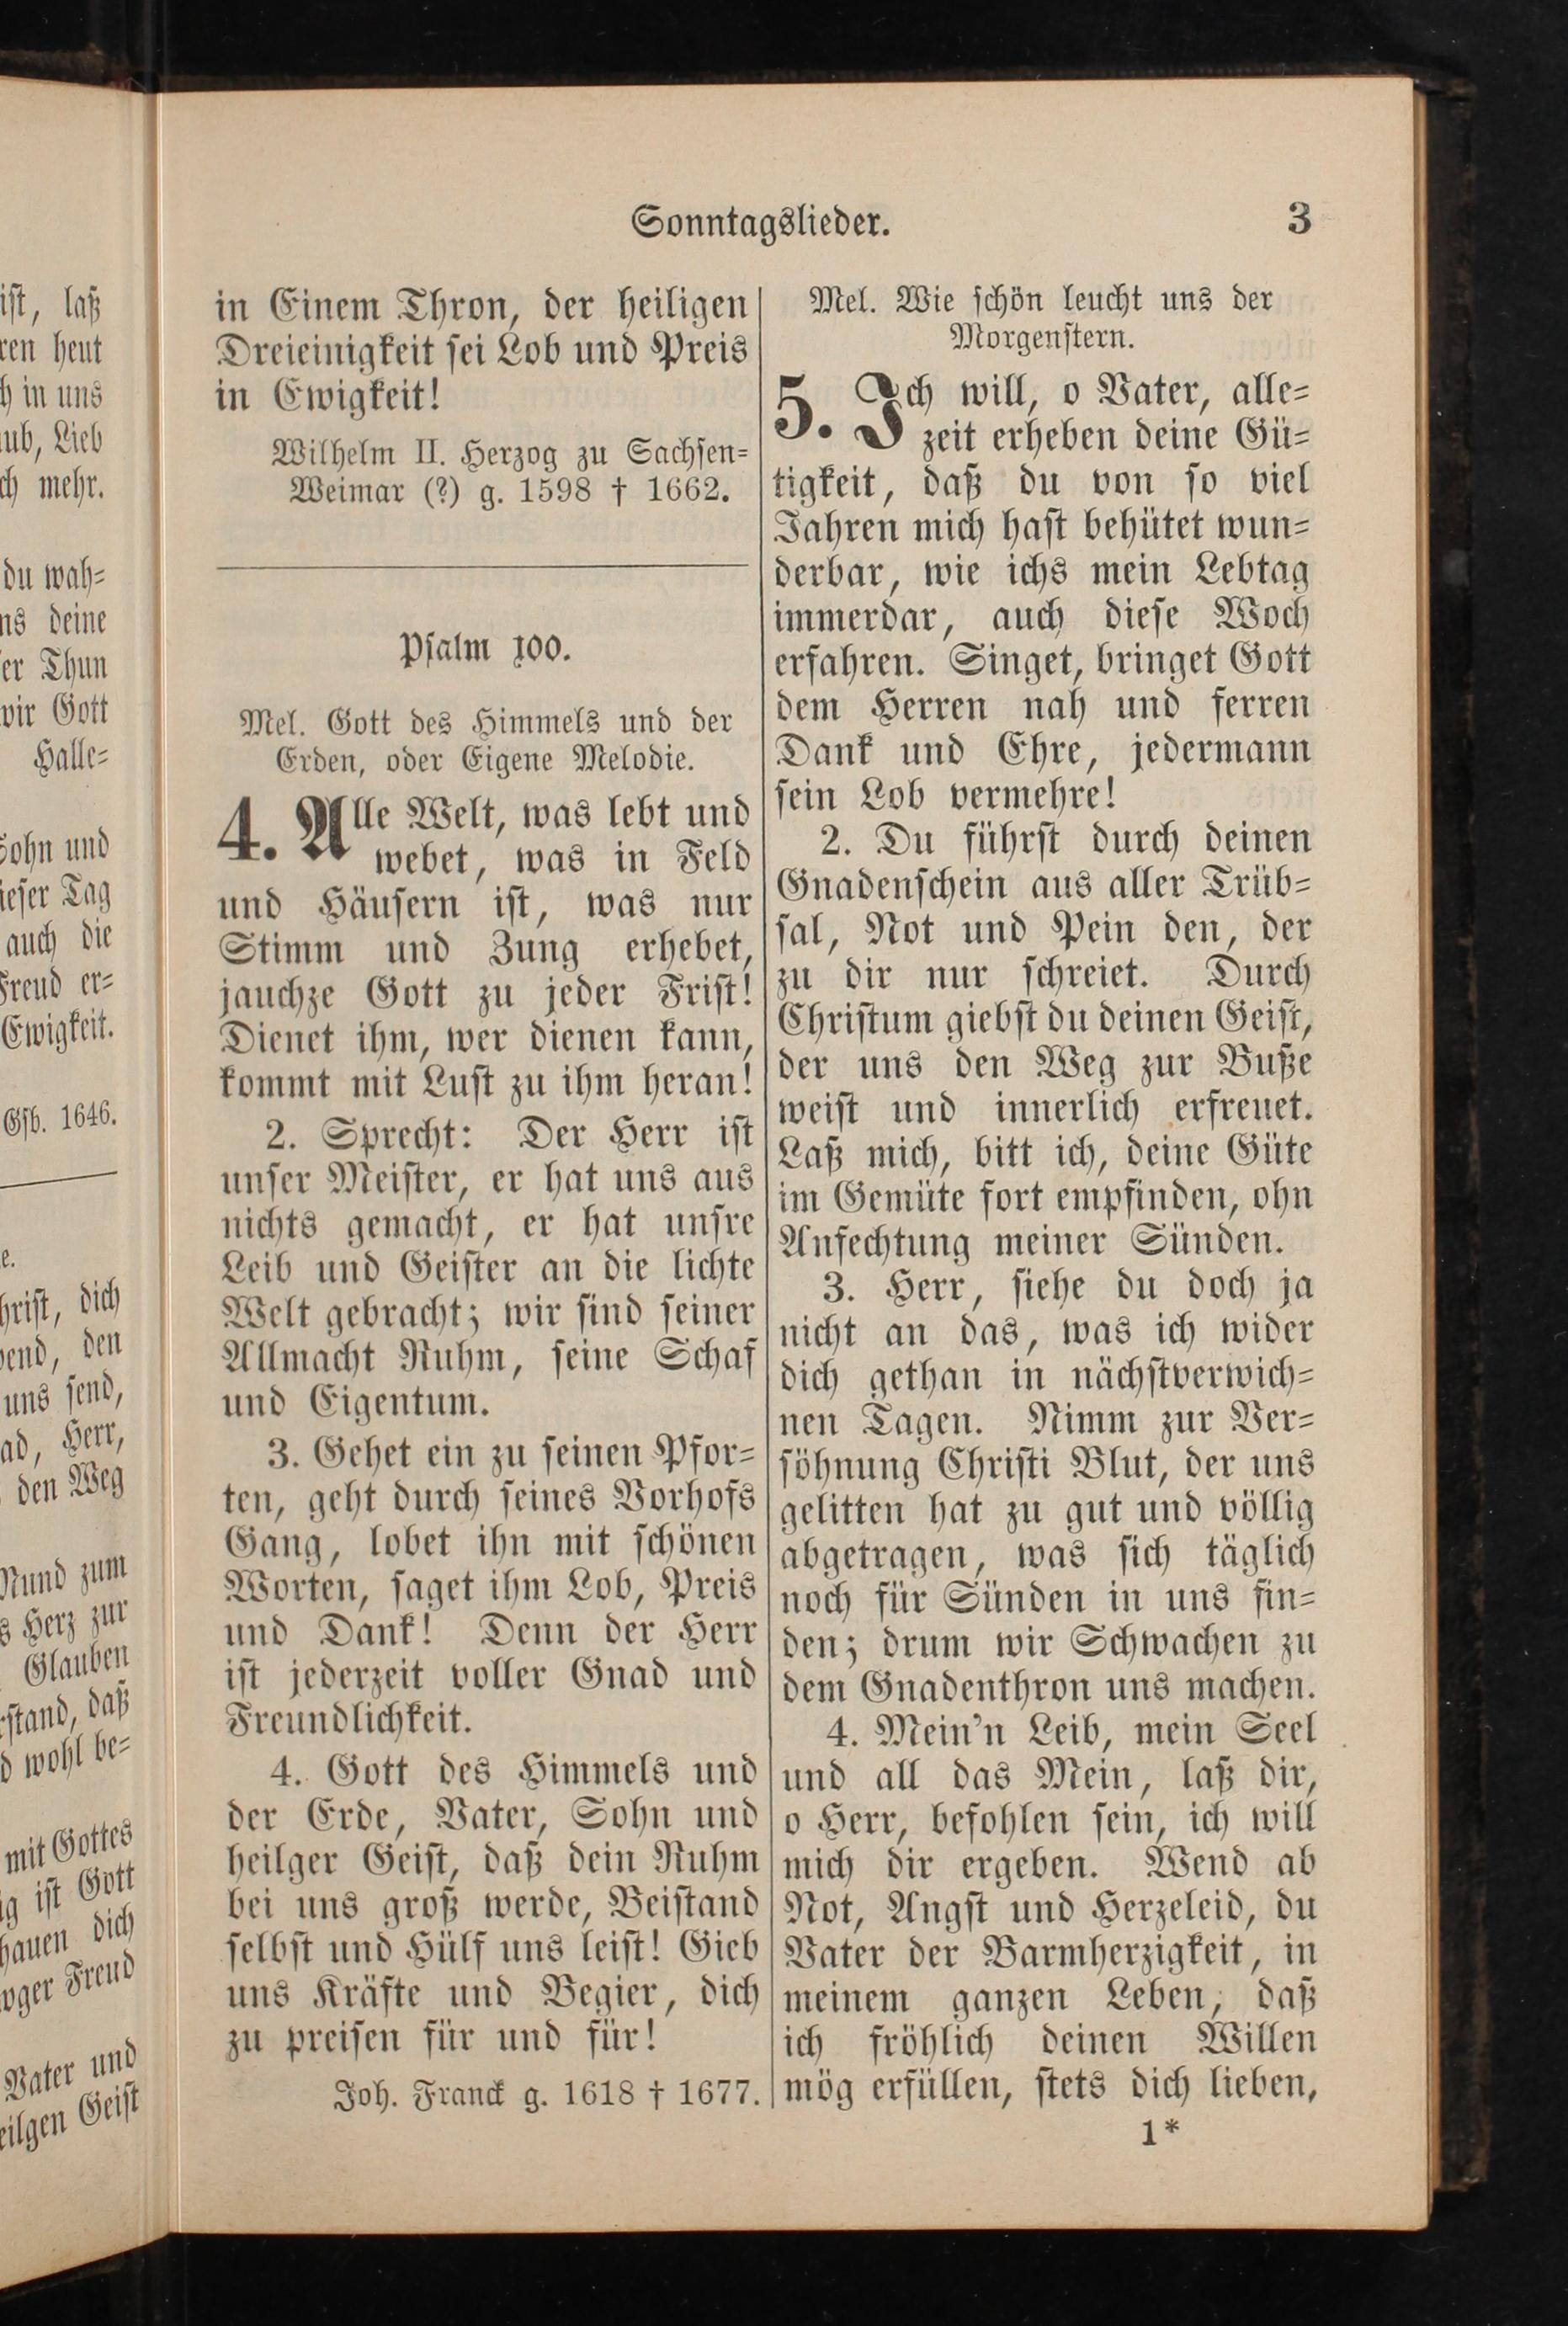 Sonntagslieder.
3
in Einem Thron, der heiligen
Dreieinigkeit sei Lob und Preis
in Ewigkeit!
Wilhelm II. Herzog zu Sachsen-
Weimar (?) g. 1598 † 1662.
Psalm 100.
Mel. Gott des Himmels und der
Erden, oder Eigene Melodie.
4. Alle Welt, was lebt und
webet, was in Feld
und Häusern ist, was nur
Stimm und Zung erhebet,
jauchze Gott zu jeder Frist!
Dienet ihm, wer dienen kann,
kommt mit Lust zu ihm heran!
2. Sprecht: Der Herr ist
unser Meister, er hat uns aus
nichts gemacht, er hat unsre
Leib und Geister an die lichte
Welt gebracht; wir sind seiner
Allmacht Ruhm, seine Schaf
und Eigentum.
3. Gehet ein zu seinen Pfor-
ten, geht durch seines Vorhofs
Gang, lobet ihn mit schönen
Worten, saget ihm Lob, Preis
und Dank! Denn der Herr
ist jederzeit voller Gnad und
Freundlichkeit.
4. Gott des Himmels und
der Erde, Vater, Sohn und
heilger Geist, daß dein Ruhm
bei uns groß werde, Beistand
selbst und Hülf uns leist! Gieb
uns Kräfte und Begier, dich
zu preisen für und für!
Joh. Franck g. 1618 † 1677.
Mel. Wie schön leucht uns der
Morgenstern.
5. Ich will, o Vater, alle-
zeit erheben deine Gü-
tigkeit, daß du von so viel
Jahren mich hast behütet wun-
derbar, wie ichs mein Lebtag
immerdar, auch diese Woch
erfahren. Singet, bringet Gott
dem Herren nah und ferren
Dank und Ehre, jedermann
sein Lob vermehre!
2. Du führst durch deinen
Gnadenschein aus aller Trüb-
sal, Not und Pein den, der
zu dir nur schreiet. Durch
Christum giebst du deinen Geist,
der uns den Weg zur Buße
weist und innerlich erfreuet.
Laß mich, bitt ich, deine Güte
im Gemüte fort empfinden, ohn
Anfechtung meiner Sünden.
3. Herr, siehe du doch ja
nicht an das, was ich wider
dich gethan in nächstverwich-
nen Tagen. Nimm zur Ver-
söhnung Christi Blut, der uns
gelitten hat zu gut und völlig
abgetragen, was sich täglich
noch für Sünden in uns fin-
den; drum wir Schwachen zu
dem Gnadenthron uns machen.
4. Mein'n Leib, mein Seel
und all das Mein, laß dir,
o Herr, befohlen sein, ich will
mich dir ergeben. Wend ab
Not, Angst und Herzeleid, du
Vater der Barmherzigkeit, in
meinem ganzen Leben, daß
ich fröhlich deinen Willen
mög erfüllen, stets dich lieben,
1*